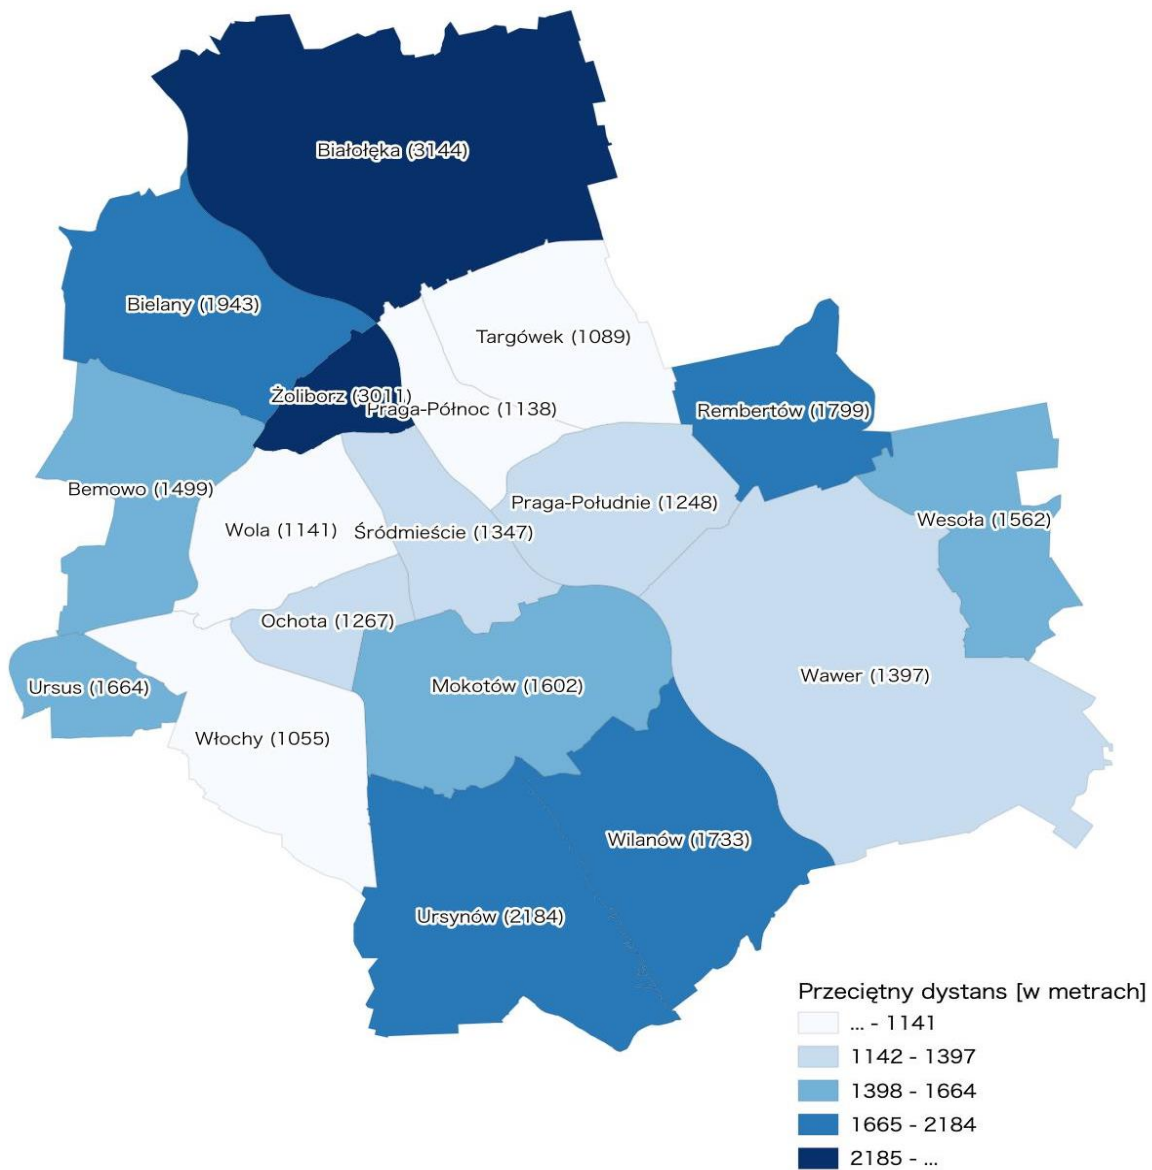 Białołęka (3144)
Bielany (1943)
Targówek (1089)
Żoliborz (3011)
Praga-Północ (1138)
Rembertów (1799)
Bemowo (1499)
Praga-Południe (1248)
Wesoła (1562)
Wola (1141)
Śródmieście (1347)
Ochota (1267)
Wawer (1397)
Ursus (1664)
Mokotów (1602)
Włochy (1055)
Wilanów (1733)
Ursynów (2184)
Przeciętny dystans [w metrach]
... - 1141
1142 - 1397
1398 - 1664
1665 - 2184
2185 - ...